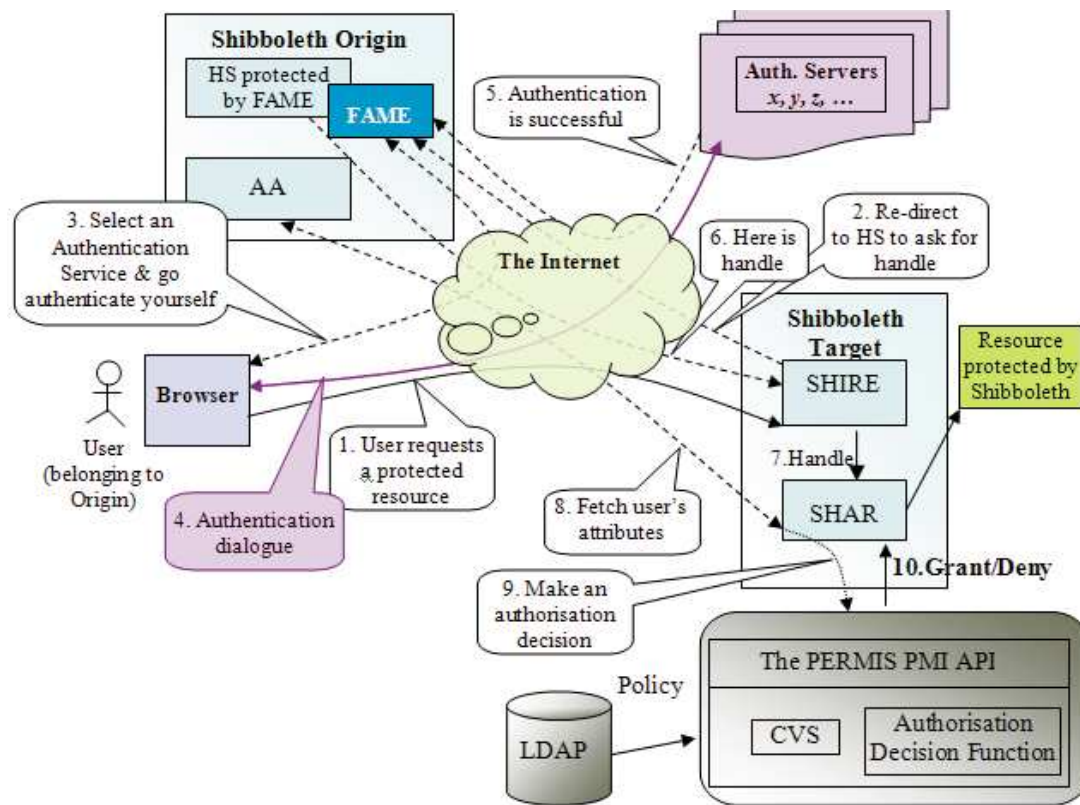 Shibboleth Origin
HS protected
by FAME
FAME
AA
Auth. Servers
x, y, z, …
5. Authentication
is successful
3. Select an
Authentication
Service & go
authenticate yourself
The Internet
6. Here is
handle
2. Re-direct
to HS to ask for
handle
Shibboleth
Target
SHIRE
Resource
protected by
Shibboleth
Browser
User
(belonging to
Origin)
1. User requests
a protected
resource
4. Authentication
dialogue
7.Handle
SHAR
8. Fetch user's
attributes
9. Make an
authorisation
decision
10.Grant/Deny
The PERMIS PMI API
Policy
CVS
Authorisation
Decision Function
LDAP